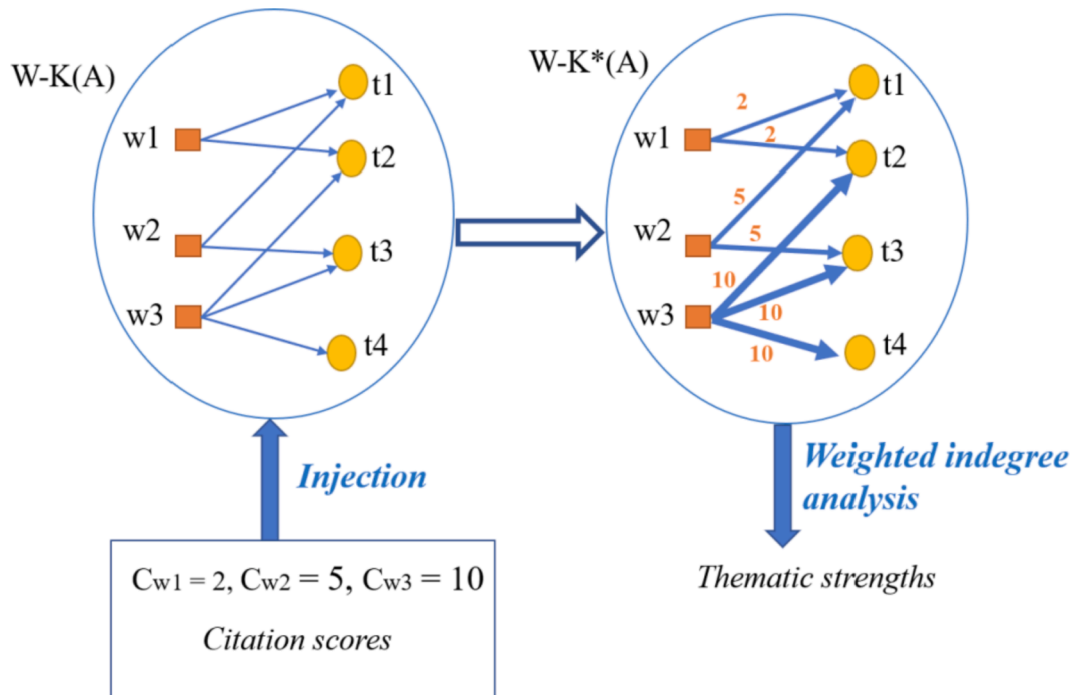 W-K(A)
t1
w1
t2
w2
t3
w3
t4
W-K*(A)
t1
2
w1
2
t2
5
w2
5
t3
10
w3
10
10
t4
Injection
Weighted indegree
analysis
Cw1 = 2, Cw2 = 5, Cw3 = 10
Citation scores
Thematic strengths